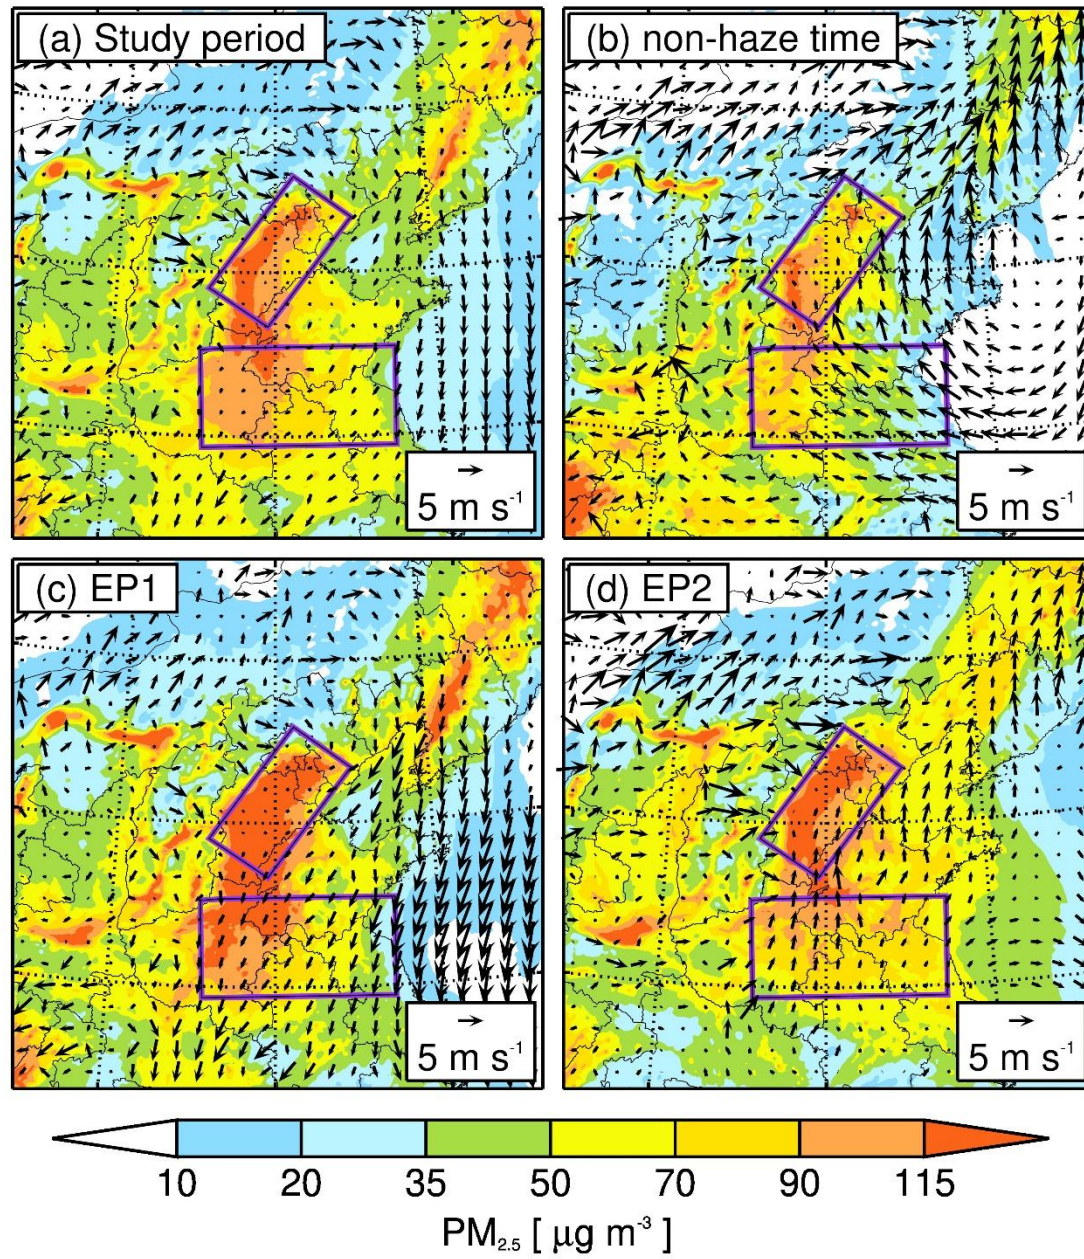 (a) Study period
(b) non-haze time
5 m s⁻¹
5 m s⁻¹
(c) EP1
(d) EP2
5 m s⁻¹
5 m s⁻¹
10 20 35 50 70 90 115
PM₂.₅ [ μg m⁻³ ]